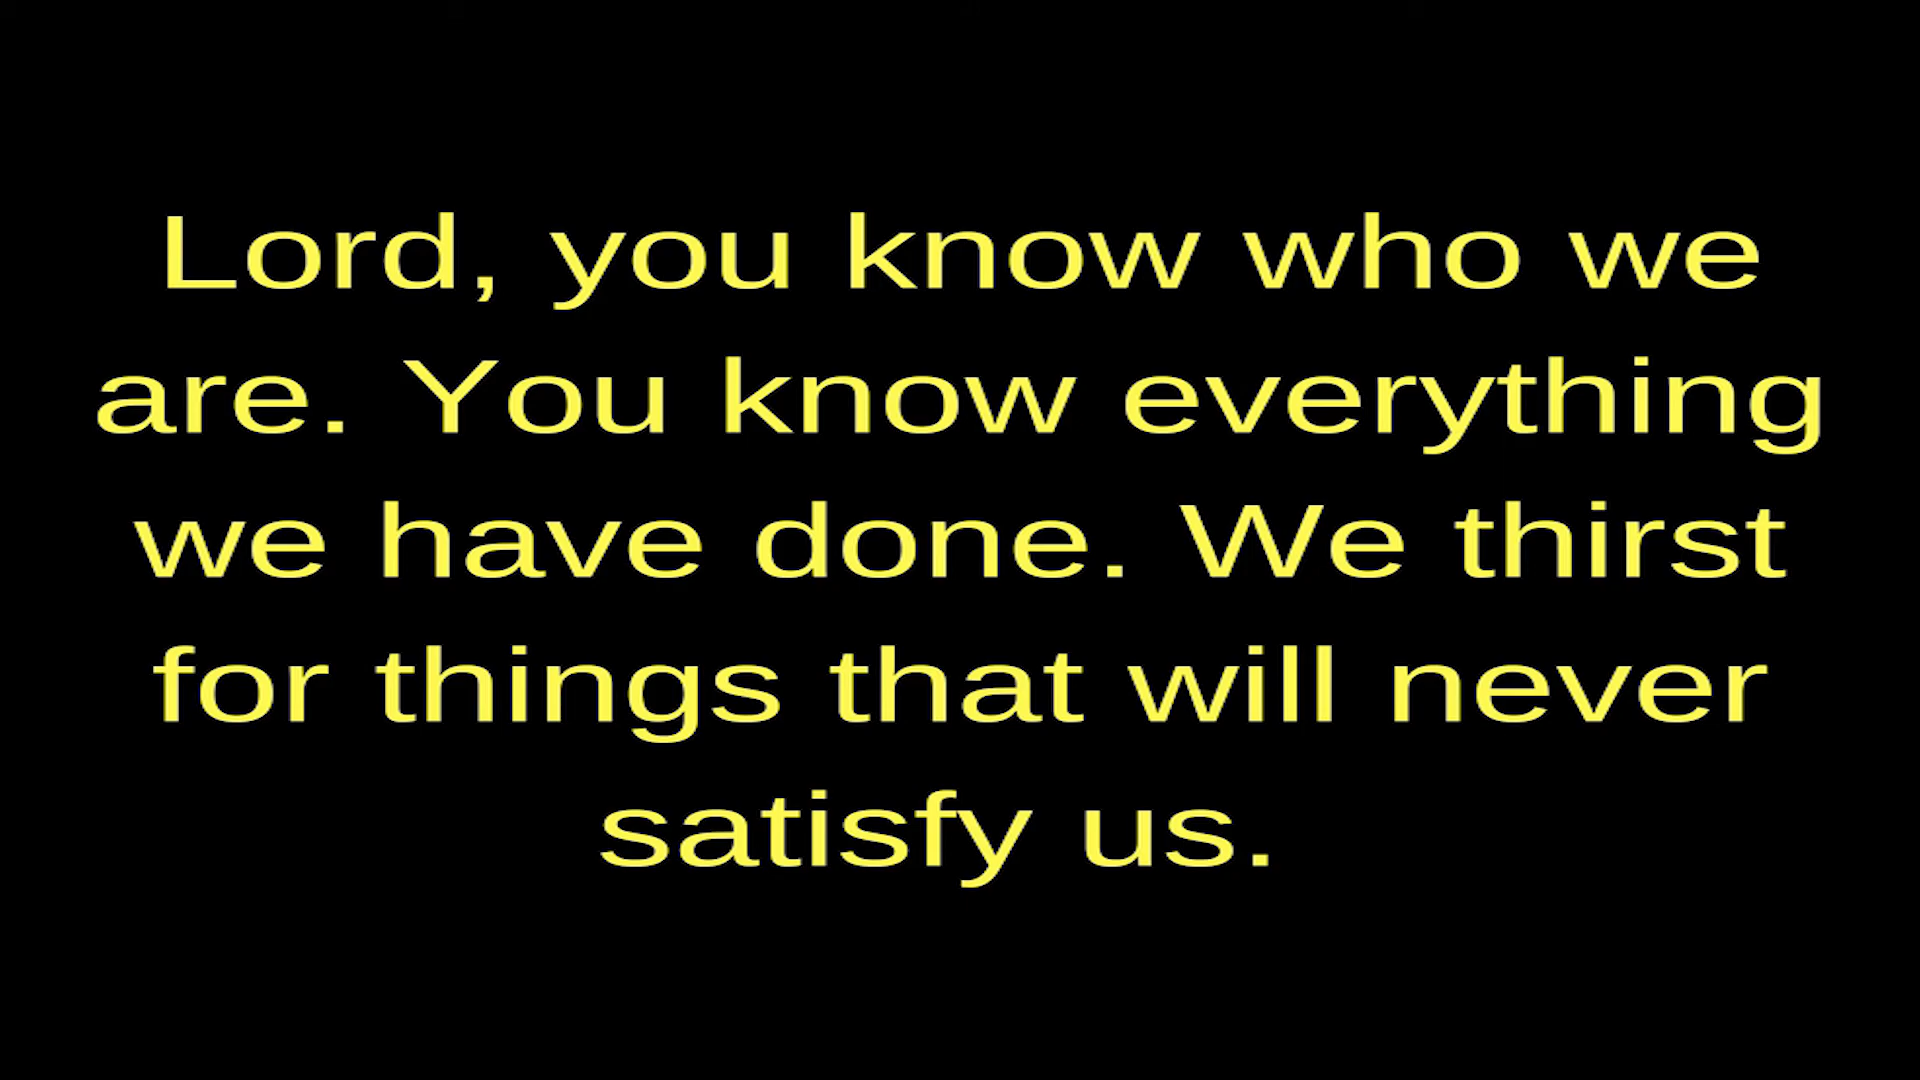 Lord, you know who we
are. You know everything
we have done. We thirst
for things that will never
satisfy us.